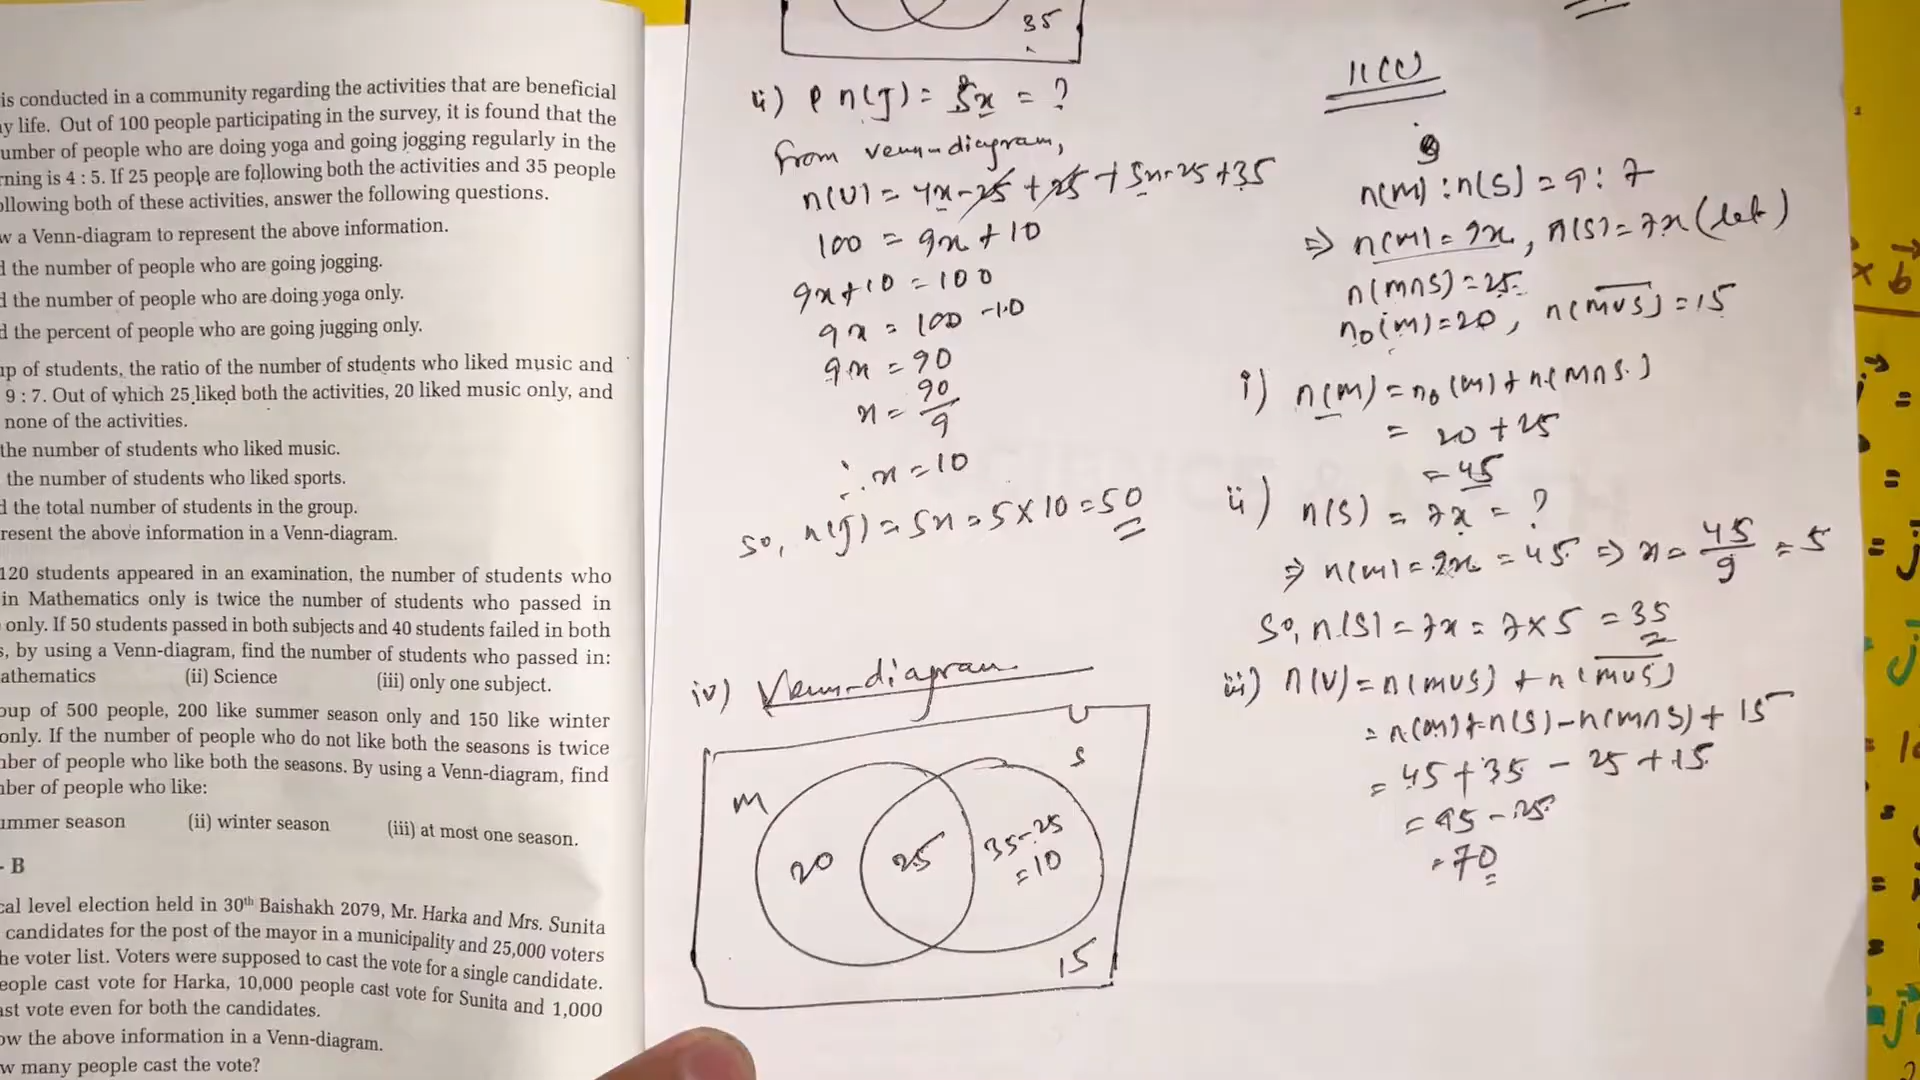 is conducted in a community regarding the activities that are beneficial
y life. Out of 100 people participating in the survey, it is found that the
umber of people who are doing yoga and going jogging regularly in the
rning is 4 : 5. If 25 people are following both the activities and 35 people
ollowing both of these activities, answer the following questions.
w a Venn-diagram to represent the above information.
d the number of people who are going jogging.
d the number of people who are doing yoga only.
d the percent of people who are going jugging only.
up of students, the ratio of the number of students who liked music and
9 : 7. Out of which 25 liked both the activities, 20 liked music only, and
none of the activities.
the number of students who liked music.
the number of students who liked sports.
d the total number of students in the group.
resent the above information in a Venn-diagram.
120 students appeared in an examination, the number of students who
in Mathematics only is twice the number of students who passed in
only. If 50 students passed in both subjects and 40 students failed in both
s, by using a Venn-diagram, find the number of students who passed in:
athematics (ii) Science (iii) only one subject.
oup of 500 people, 200 like summer season only and 150 like winter
only. If the number of people who do not like both the seasons is twice
ber of people who like both the seasons. By using a Venn-diagram, find
ber of people who like:
ummer season (ii) winter season (iii) at most one season.
- B
cal level election held in 30th Baishakh 2079, Mr. Harka and Mrs. Sunita
candidates for the post of the mayor in a municipality and 25,000 voters
he voter list. Voters were supposed to cast the vote for a single candidate.
eople cast vote for Harka, 10,000 people cast vote for Sunita and 1,000
ast vote even for both the candidates.
ow the above information in a Venn-diagram.
w many people cast the vote?
35
ii) n(J) = 5x = ?
from venn-diagram,
n(U) = 4x-25 + 25 + 5x-25 +35
100 = 9x + 10
9x+10 = 100
9x = 100 -10
9x = 90
x = 90/9
∴ x = 10
So, n(J) = 5x = 5 × 10 = 50
iv) Venn-diagram
U
M
S
20
25
35-25
=10
15
n(M) : n(S) = 9 : 7
⇒ n(M) = 9x, n(S) = 7x (let)
n(M∩S) = 25
n₀(M) = 20, n(M∪S)‾ = 15
i) n(M) = n₀(M) + n(M∩S)
= 20 + 25
= 45
ii) n(S) = 7x = ?
⇒ n(M) = 9x = 45 ⇒ x = 45/9 = 5
So, n(S) = 7x = 7×5 = 35
iii) n(U) = n(M∪S) + n(M∪S)‾
= n(M)+n(S)-n(M∩S) + 15
= 45 + 35 - 25 + 15
= 95 - 25
= 70